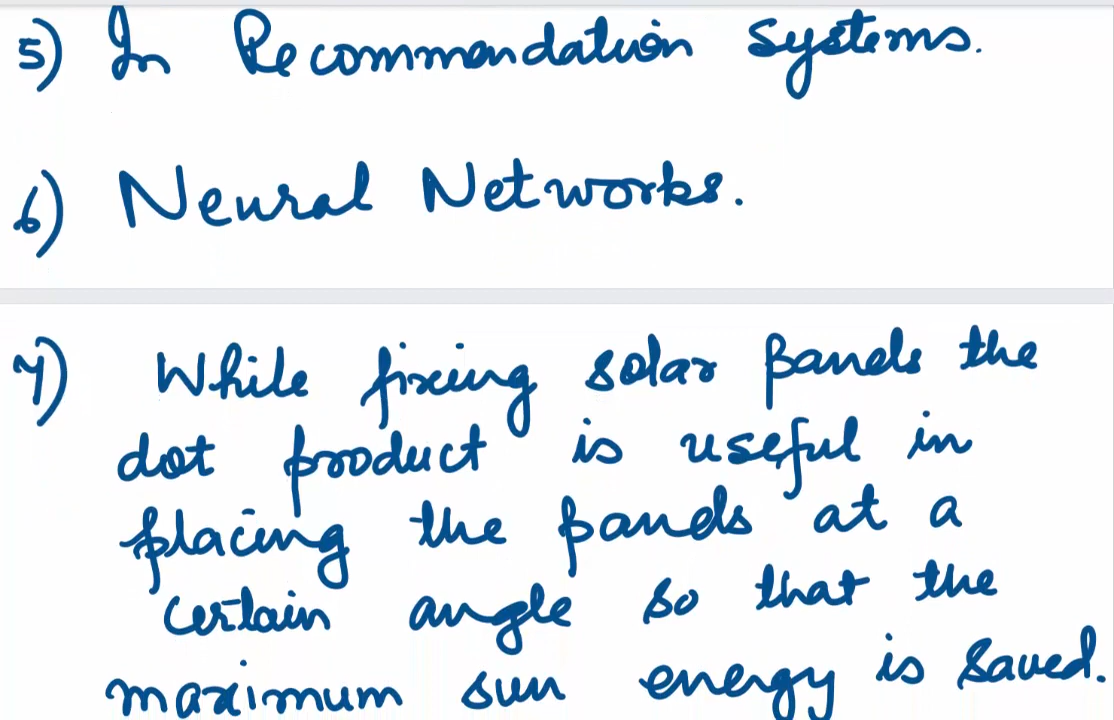 5) In Recommendation Systems.
6) Neural Networks.
7) While fixing solar panels the
dot product is useful in
placing the panels at a
certain angle so that the
maximum sun energy is saved.